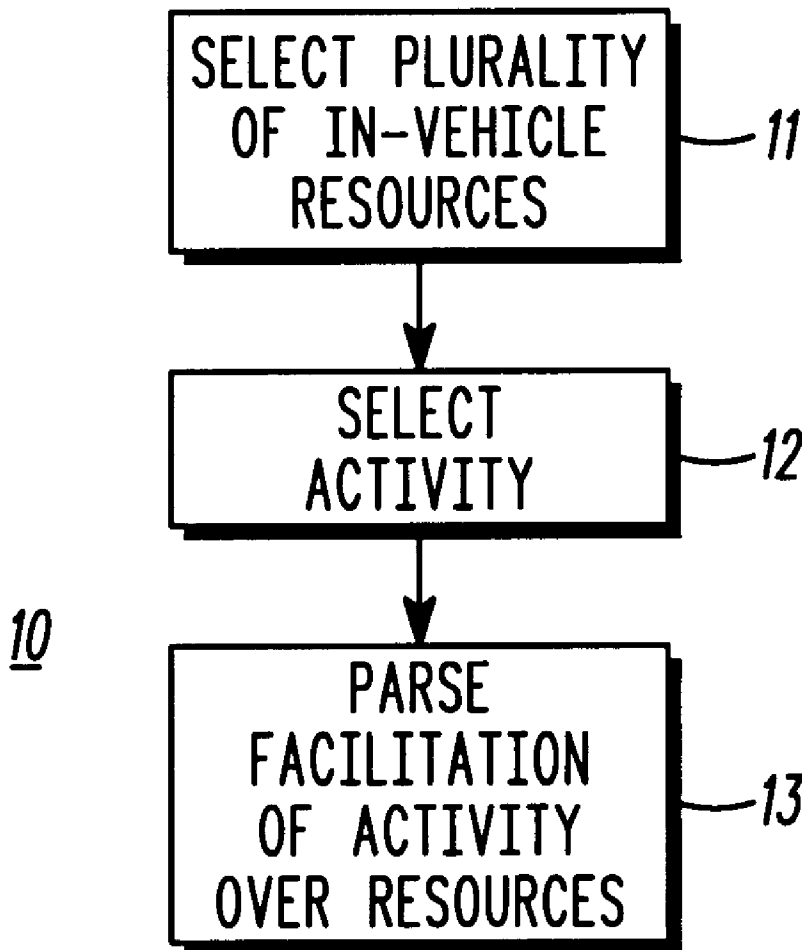 SELECT PLURALITY
OF IN-VEHICLE
RESOURCES
11
SELECT
ACTIVITY
12
10
PARSE
FACILITATION
OF ACTIVITY
OVER RESOURCES
13